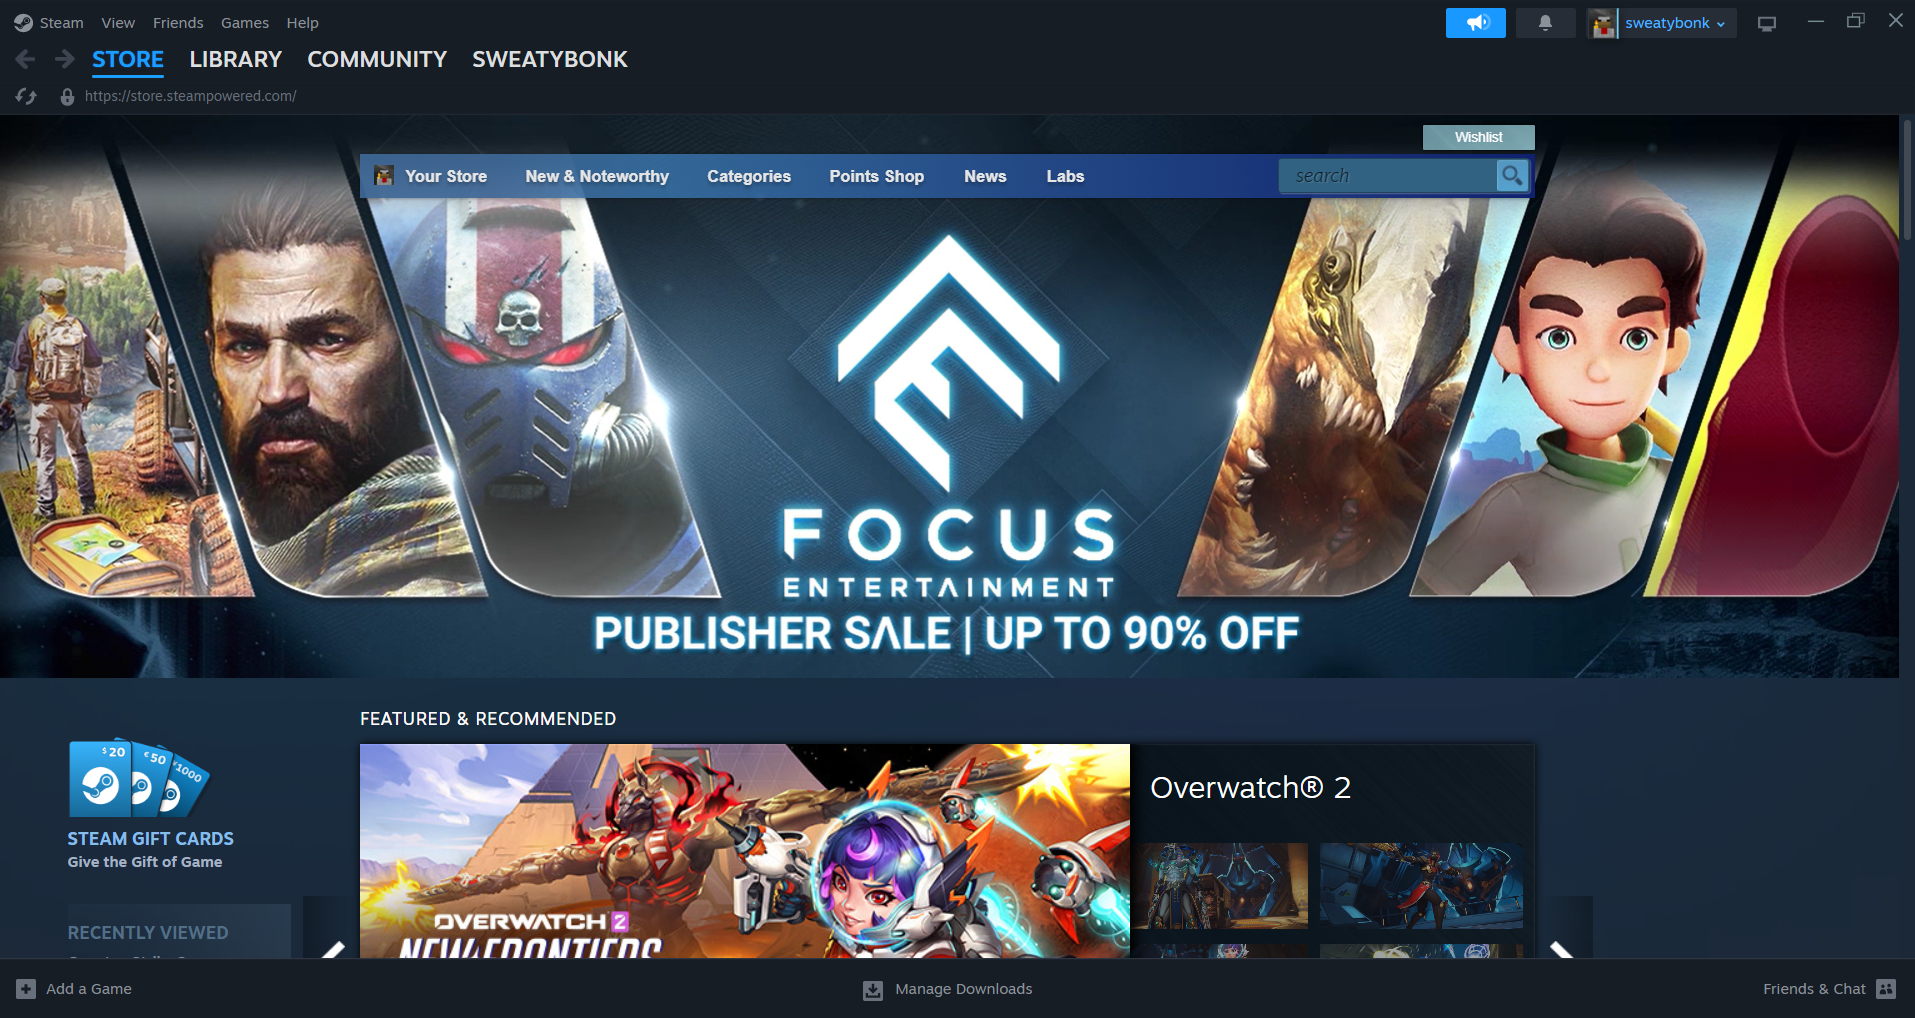 Steam View Friends Games Help
sweatybonk
STORE LIBRARY COMMUNITY SWEATYBONK
https://store.steampowered.com/
Wishlist
Your Store New & Noteworthy Categories Points Shop News Labs
search
FOCUS
ENTERTAINMENT
PUBLISHER SALE | UP TO 90% OFF
FEATURED & RECOMMENDED
$20 €50 ¥1000
STEAM GIFT CARDS
Give the Gift of Game
Overwatch® 2
OVERWATCH 2
NEW FRONTIERS
RECENTLY VIEWED
Add a Game
Manage Downloads
Friends & Chat